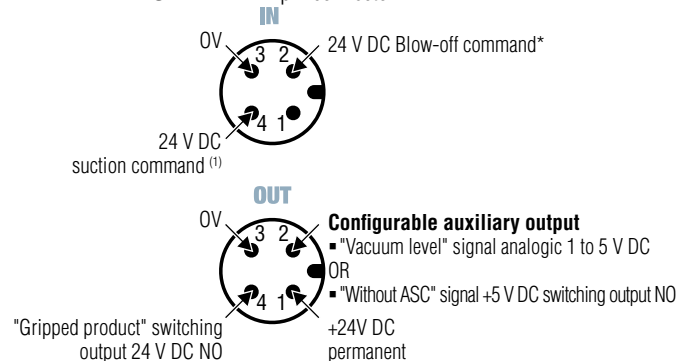 IN
0V
3 2
24 V DC Blow-off command*
4 1
24 V DC
suction command (1)
OUT
0V
3 2
Configurable auxiliary output
▪ "Vacuum level" signal analogic 1 to 5 V DC
OR
▪ "Without ASC" signal +5 V DC switching output NO
4 1
"Gripped product" switching
output 24 V DC NO
+24V DC
permanent